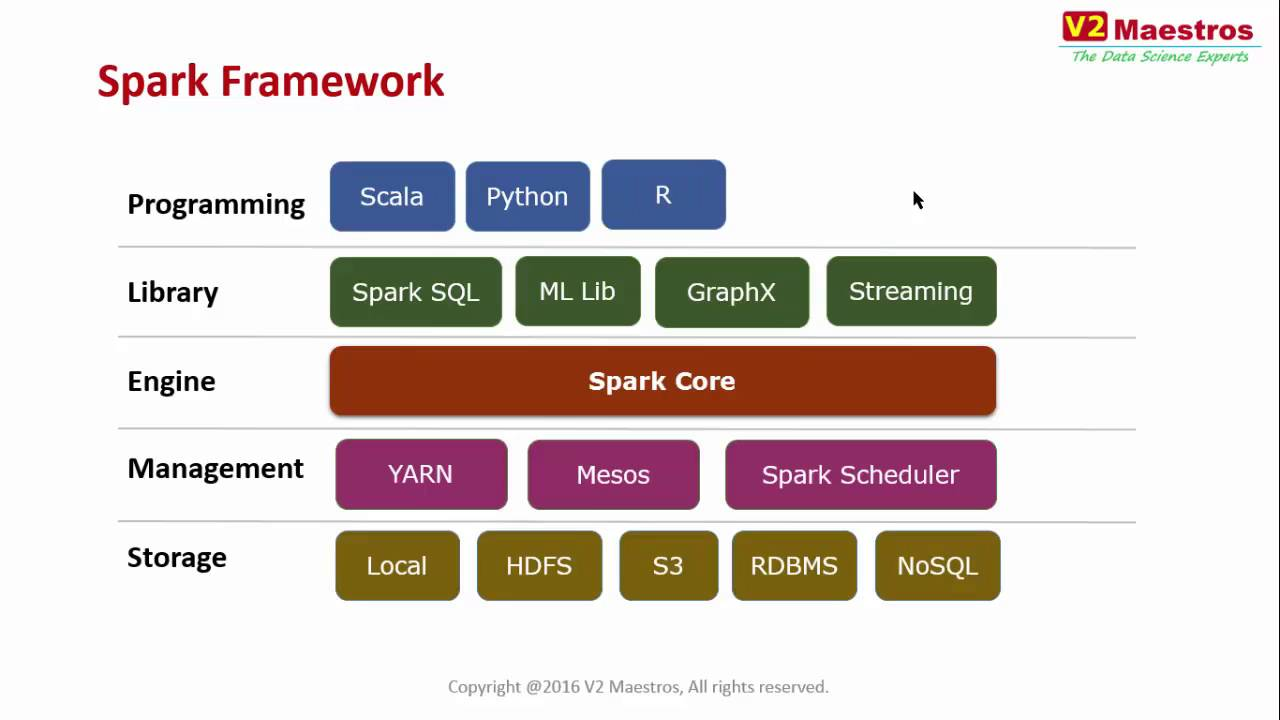 V2 Maestros
The Data Science Experts
Spark Framework
Programming Scala Python R
Library Spark SQL ML Lib GraphX Streaming
Engine Spark Core
Management YARN Mesos Spark Scheduler
Storage Local HDFS S3 RDBMS NoSQL
Copyright @2016 V2 Maestros, All rights reserved.